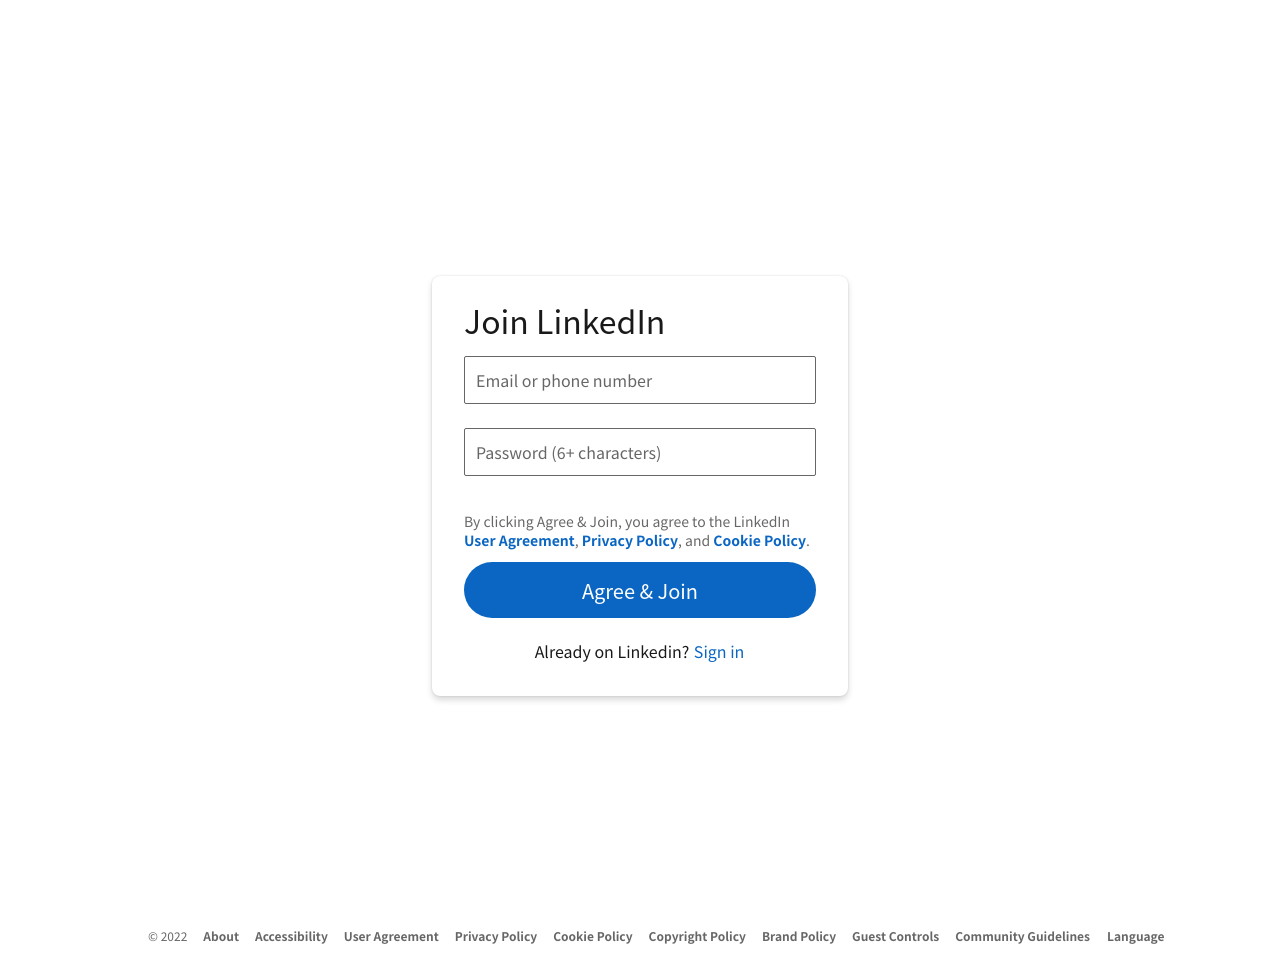 Join LinkedIn
Email or phone number
Password (6+ characters)
By clicking Agree & Join, you agree to the LinkedIn
User Agreement, Privacy Policy, and Cookie Policy.
Agree & Join
Already on Linkedin? Sign in
© 2022 About Accessibility User Agreement Privacy Policy Cookie Policy Copyright Policy Brand Policy Guest Controls Community Guidelines Language